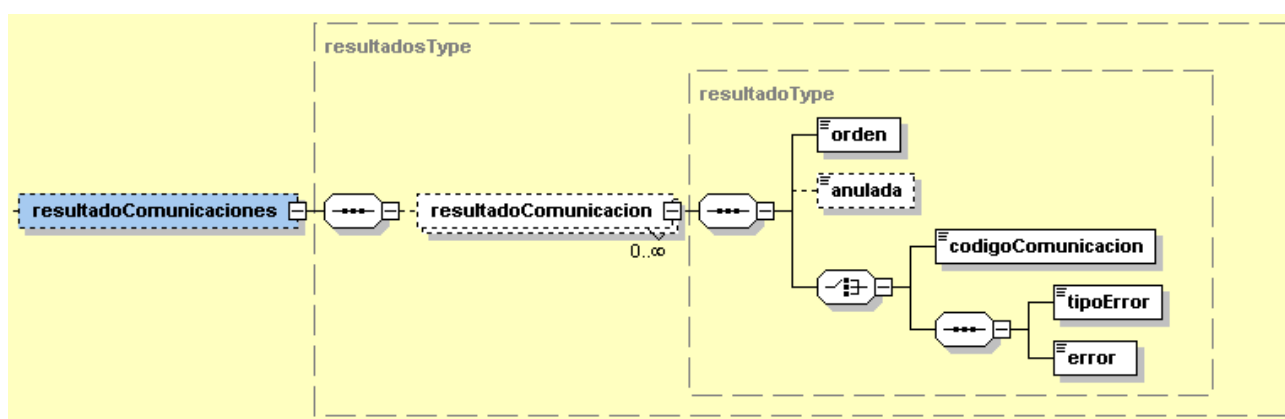 resultadosType
resultadoType
orden
anulada
resultadoComunicaciones
resultadoComunicacion
0..∞
codigoComunicacion
tipoError
error